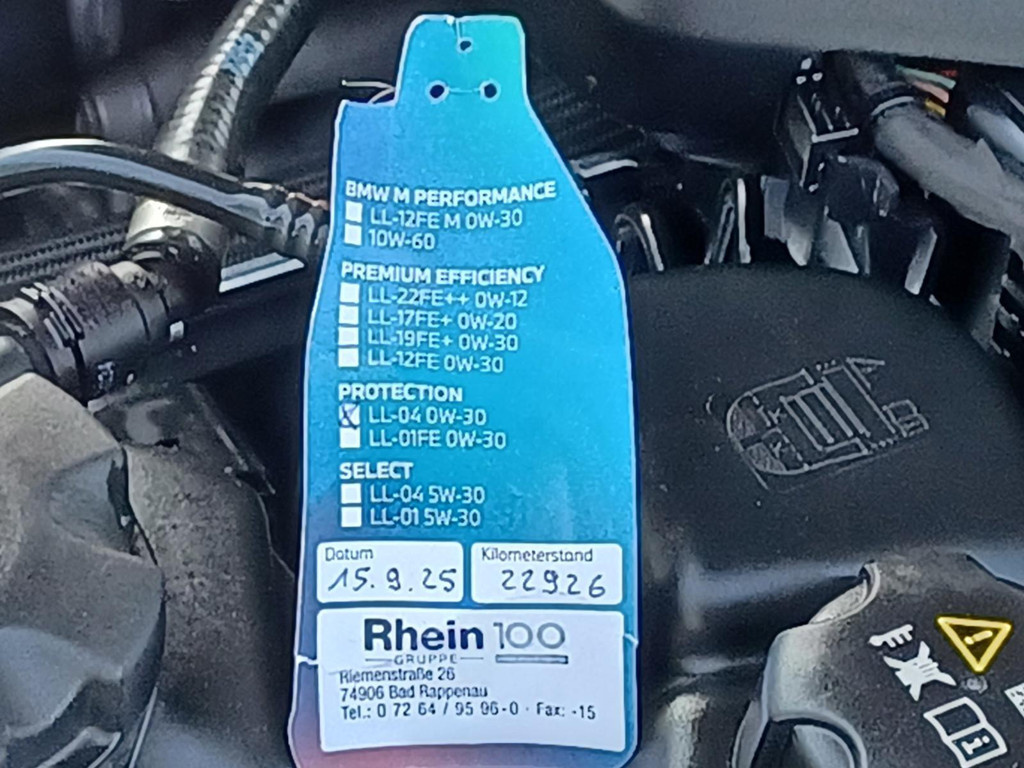 BMW M PERFORMANCE
LL-12FE M 0W-30
10W-60
PREMIUM EFFICIENCY
LL-22FE++ 0W-12
LL-17FE+ 0W-20
LL-19FE+ 0W-30
LL-12FE 0W-30
PROTECTION
LL-04 0W-30
LL-01FE 0W-30
SELECT
LL-04 5W-30
LL-01 5W-30
Datum
15.9.25
Kilometerstand
22926
Rhein 100
GRUPPE
Riemenstraße 26
74906 Bad Rappenau
Tel.: 0 72 64 / 95 96-0 · Fax: -15